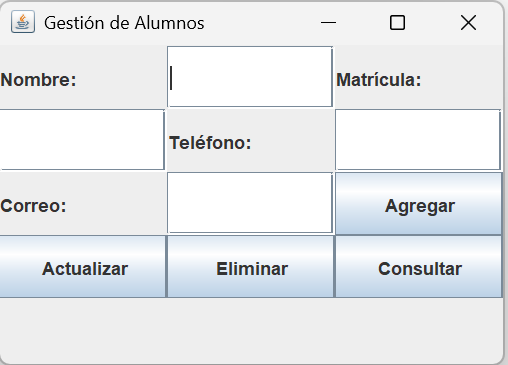 Gestión de Alumnos
Nombre: Matrícula:
Teléfono:
Correo: Agregar
Actualizar Eliminar Consultar